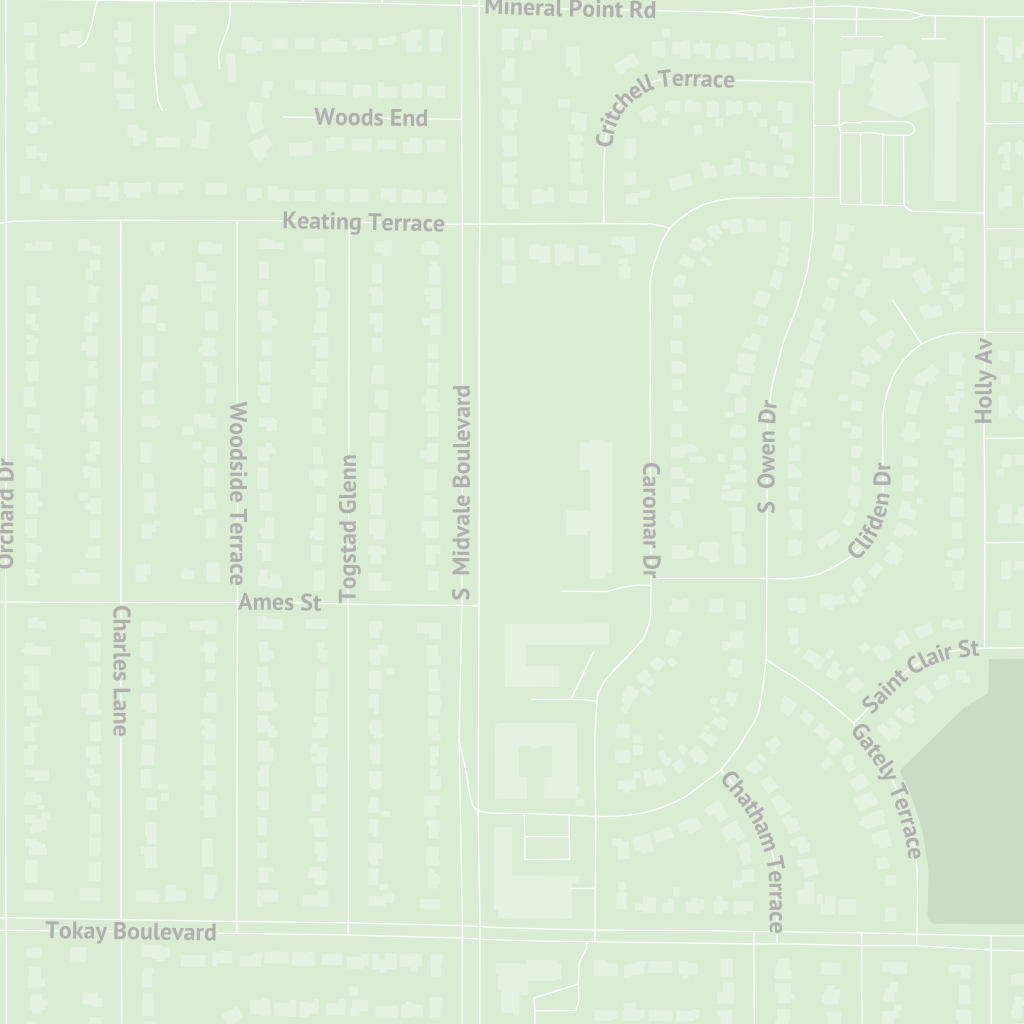 Mineral Point Rd
Critchell Terrace
Woods End
Keating Terrace
Holly Av
Woodside Terrace
S Midvale Boulevard
S Owen Dr
Orchard Dr
Togstad Glenn
Caromar Dr
Clifden Dr
Ames St
Charles Lane
Saint Clair St
Gately Terrace
Chatham Terrace
Tokay Boulevard